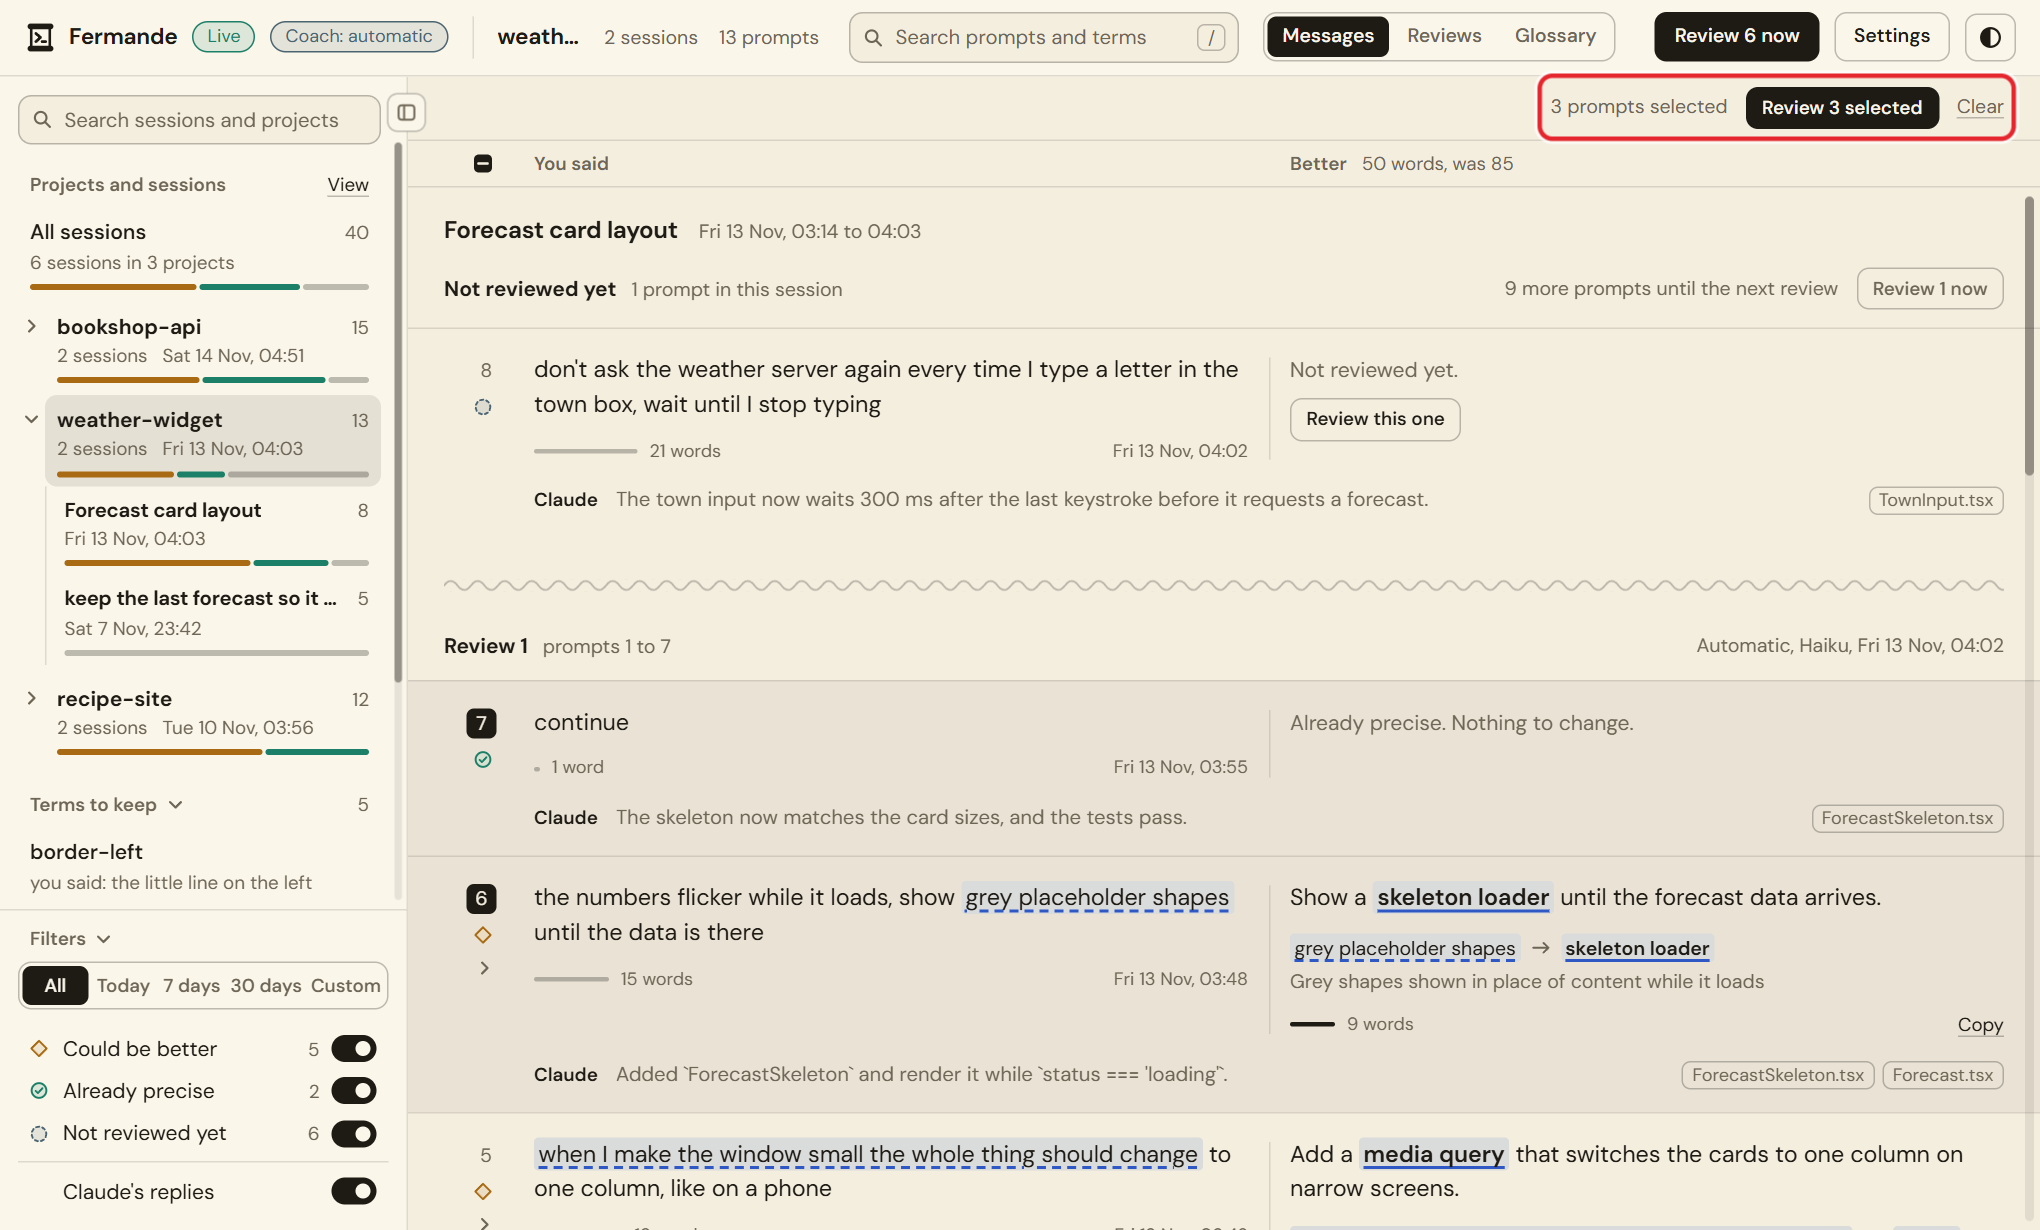 Fermande Live Coach: automatic weath... 2 sessions 13 prompts Search prompts and terms / Messages Reviews Glossary Review 6 now Settings
Search sessions and projects
Projects and sessions View
All sessions 40
6 sessions in 3 projects
bookshop-api 15
2 sessions Sat 14 Nov, 04:51
weather-widget 13
2 sessions Fri 13 Nov, 04:03
Forecast card layout 8
Fri 13 Nov, 04:03
keep the last forecast so it ... 5
Sat 7 Nov, 23:42
recipe-site 12
2 sessions Tue 10 Nov, 03:56
Terms to keep 5
border-left
you said: the little line on the left
Filters
All Today 7 days 30 days Custom
Could be better 5
Already precise 2
Not reviewed yet 6
Claude's replies
3 prompts selected Review 3 selected Clear
You said Better 50 words, was 85
Forecast card layout Fri 13 Nov, 03:14 to 04:03
Not reviewed yet 1 prompt in this session 9 more prompts until the next review Review 1 now
8 don't ask the weather server again every time I type a letter in the
town box, wait until I stop typing
21 words Fri 13 Nov, 04:02
Not reviewed yet.
Review this one
Claude The town input now waits 300 ms after the last keystroke before it requests a forecast. TownInput.tsx
Review 1 prompts 1 to 7 Automatic, Haiku, Fri 13 Nov, 04:02
7 continue
1 word Fri 13 Nov, 03:55
Already precise. Nothing to change.
Claude The skeleton now matches the card sizes, and the tests pass. ForecastSkeleton.tsx
6 the numbers flicker while it loads, show grey placeholder shapes
until the data is there
15 words Fri 13 Nov, 03:48
Show a skeleton loader until the forecast data arrives.
grey placeholder shapes → skeleton loader
Grey shapes shown in place of content while it loads
9 words Copy
Claude Added `ForecastSkeleton` and render it while `status === 'loading'`. ForecastSkeleton.tsx Forecast.tsx
5 when I make the window small the whole thing should change to
one column, like on a phone
Add a media query that switches the cards to one column on
narrow screens.